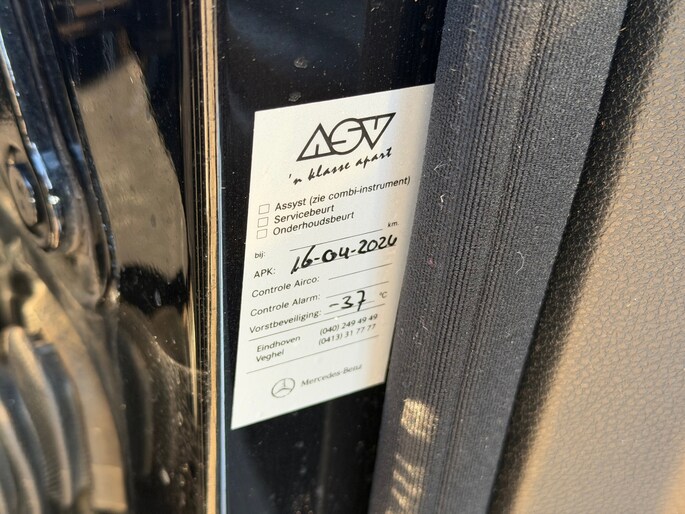 ASV
'n klasse apart
Assyst (zie combi-instrument)
Servicebeurt
Onderhoudsbeurt
bij: km.
APK: 16-04-2026
Controle Airco:
Controle Alarm:
Vorstbeveiliging: -37 °C
Eindhoven (040) 249 49 49
Veghel (0413) 31 77 77
Mercedes-Benz